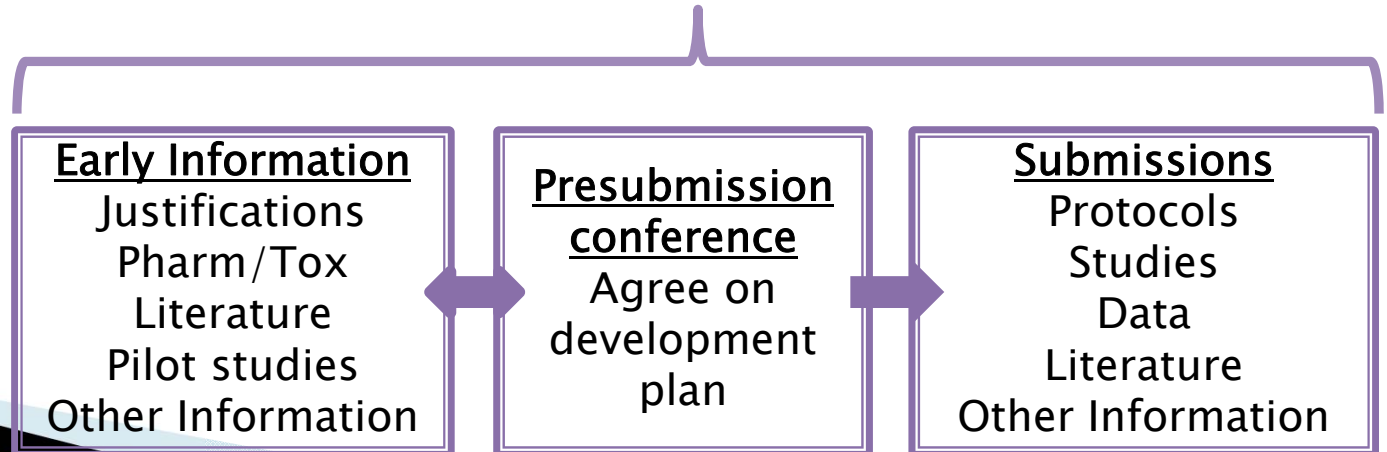 Early Information
Justifications
Pharm/Tox
Literature
Pilot studies
Other Information
Presubmission
conference
Agree on
development
plan
Submissions
Protocols
Studies
Data
Literature
Other Information